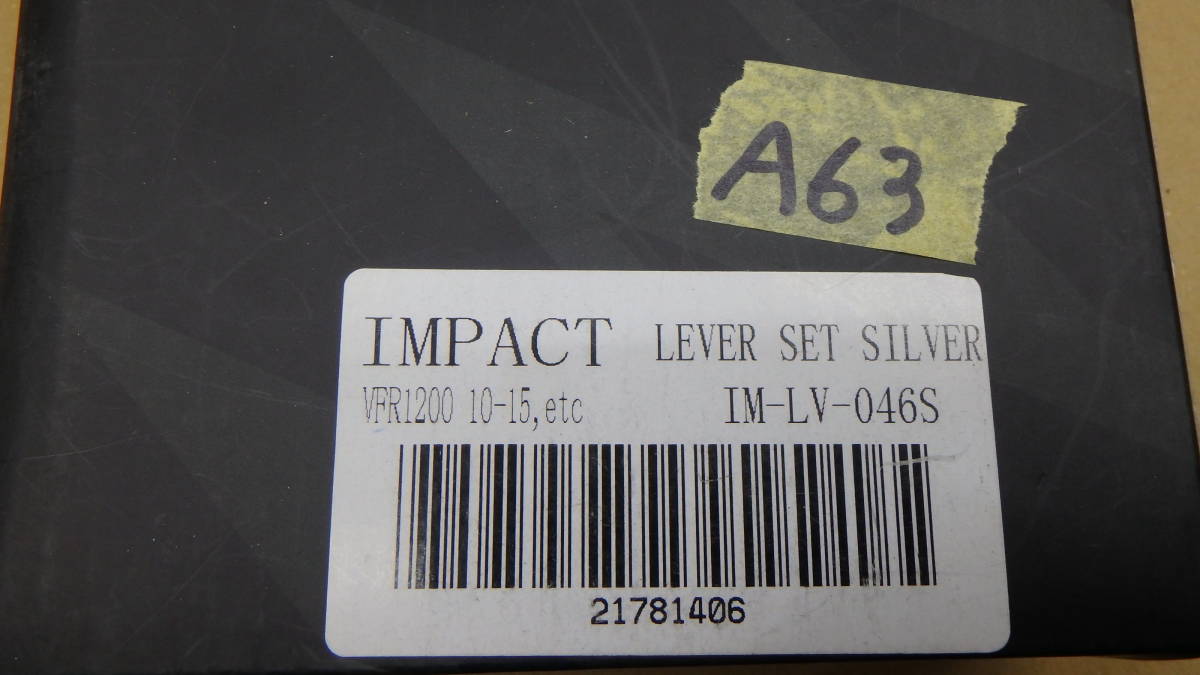 A63
IMPACT LEVER SET SILVER
VFR1200 10-15,etc IM-LV-046S
21781406